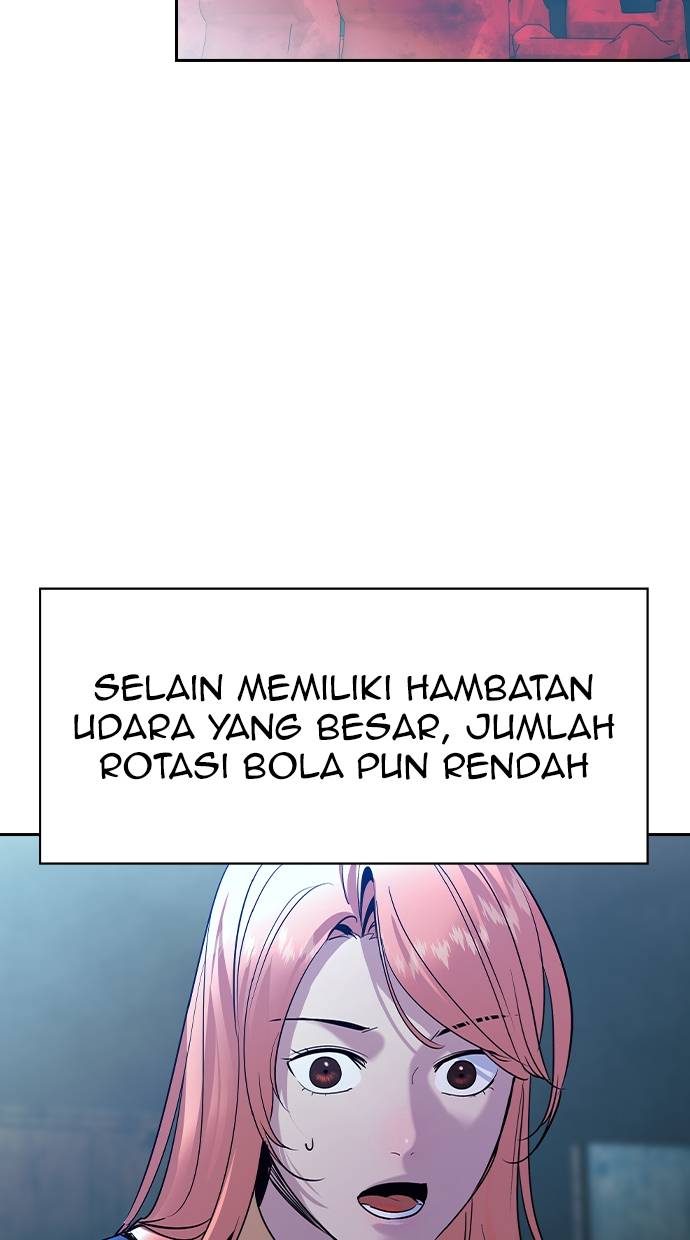 SELAIN MEMILIKI HAMBATAN
UDARA YANG BESAR, JUMLAH
ROTASI BOLA PUN RENDAH